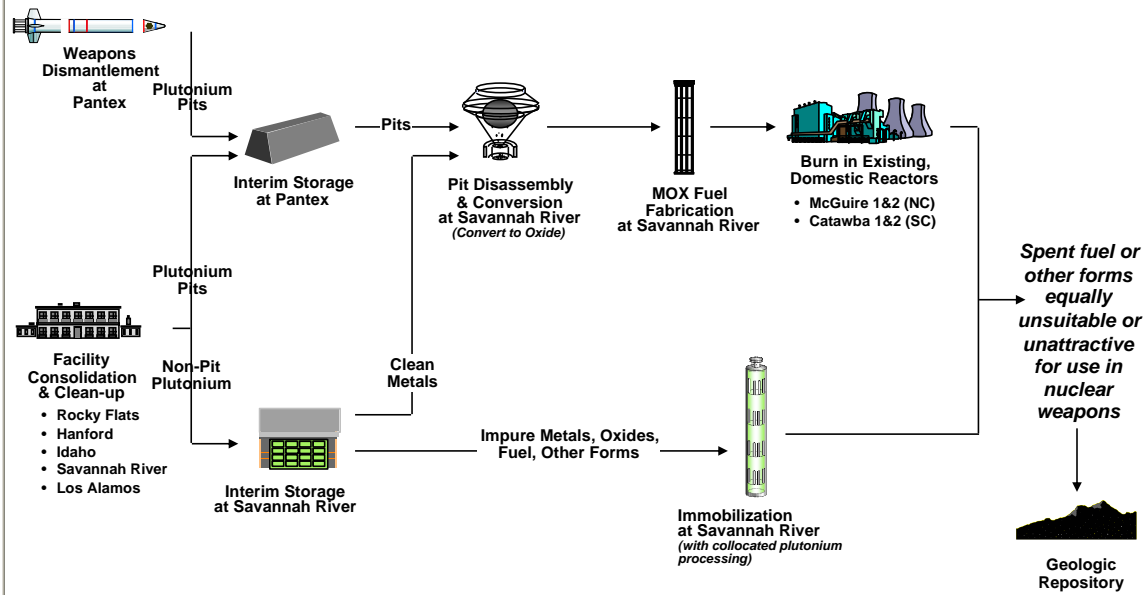 Weapons
Dismantlement
at
Pantex
Plutonium
Pits
Interim Storage
at Pantex
Pits
Pit Disassembly
& Conversion
at Savannah River
(Convert to Oxide)
MOX Fuel
Fabrication
at Savannah River
Burn in Existing,
Domestic Reactors
• McGuire 1&2 (NC)
• Catawba 1&2 (SC)
Plutonium
Pits
Facility
Consolidation
& Clean-up
• Rocky Flats
• Hanford
• Idaho
• Savannah River
• Los Alamos
Non-Pit
Plutonium
Interim Storage
at Savannah River
Clean
Metals
Impure Metals, Oxides,
Fuel, Other Forms
Immobilization
at Savannah River
(with collocated plutonium
processing)
Spent fuel or
other forms
equally
unsuitable or
unattractive
for use in
nuclear
weapons
Geologic
Repository